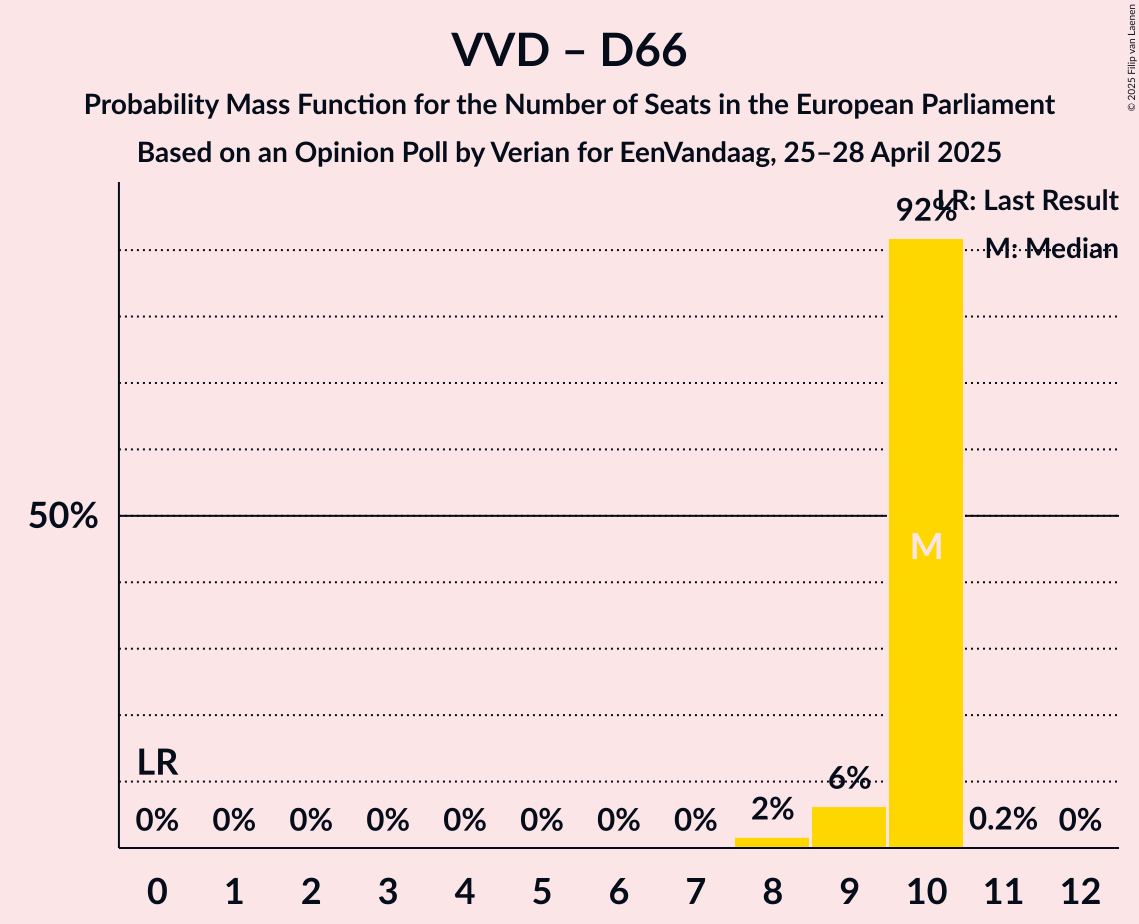 VVD – D66
Probability Mass Function for the Number of Seats in the European Parliament
Based on an Opinion Poll by Verian for EenVandaag, 25–28 April 2025
© 2025 Filip van Laenen
LR: Last Result
M: Median
92%
50%
M
LR
0% 0% 0% 0% 0% 0% 0% 0% 2% 6% 0.2% 0%
0 1 2 3 4 5 6 7 8 9 10 11 12